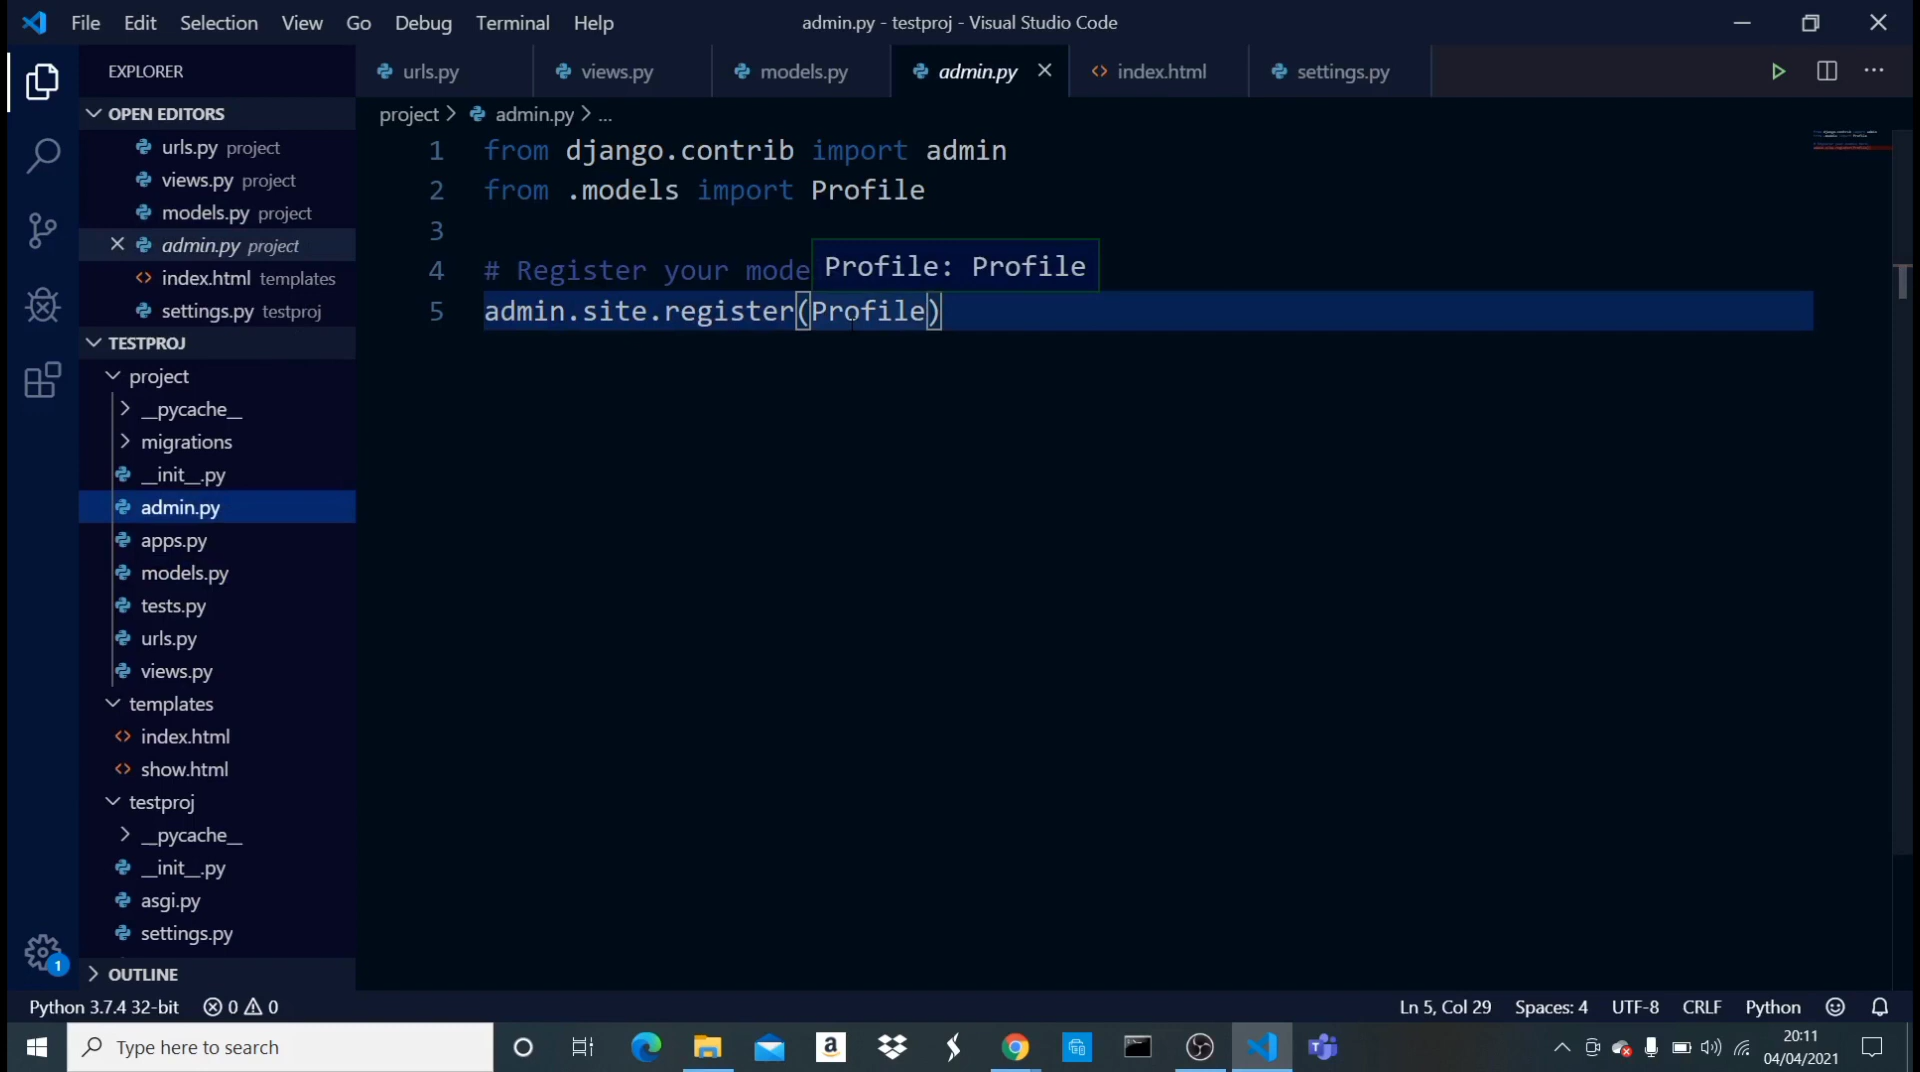 File Edit Selection View Go Debug Terminal Help
admin.py - testproj - Visual Studio Code
EXPLORER
urls.py views.py models.py admin.py index.html settings.py
OPEN EDITORS
urls.py project
views.py project
models.py project
admin.py project
index.html templates
settings.py testproj
TESTPROJ
project
__pycache__
migrations
__init__.py
admin.py
apps.py
models.py
tests.py
urls.py
views.py
templates
index.html
show.html
testproj
__pycache__
__init__.py
asgi.py
settings.py
OUTLINE
1
project > admin.py > ...
1 from django.contrib import admin
2 from .models import Profile
3
4 # Register your mode
Profile: Profile
5 admin.site.register(Profile)
Python 3.7.4 32-bit 0 0
Ln 5, Col 29 Spaces: 4 UTF-8 CRLF Python
Type here to search
20:11
04/04/2021